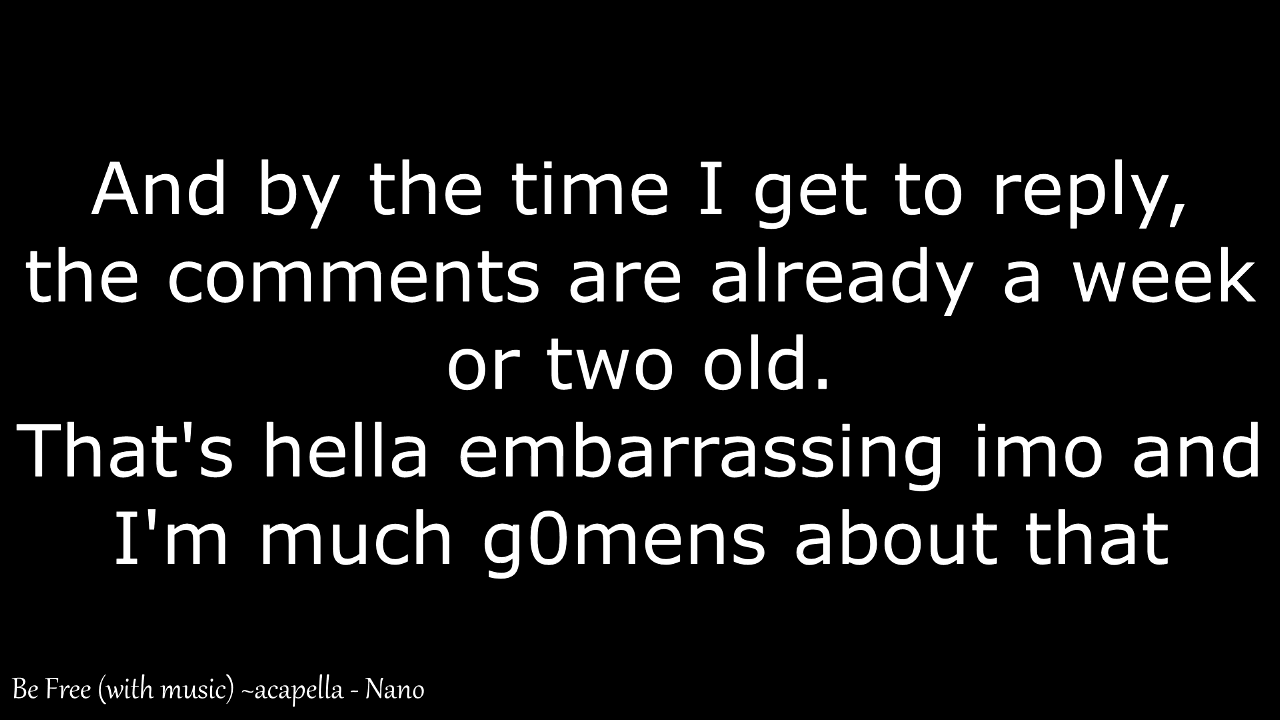 And by the time I get to reply,
the comments are already a week
or two old.
That's hella embarrassing imo and
I'm much g0mens about that
Be Free (with music) ~acapella - Nano